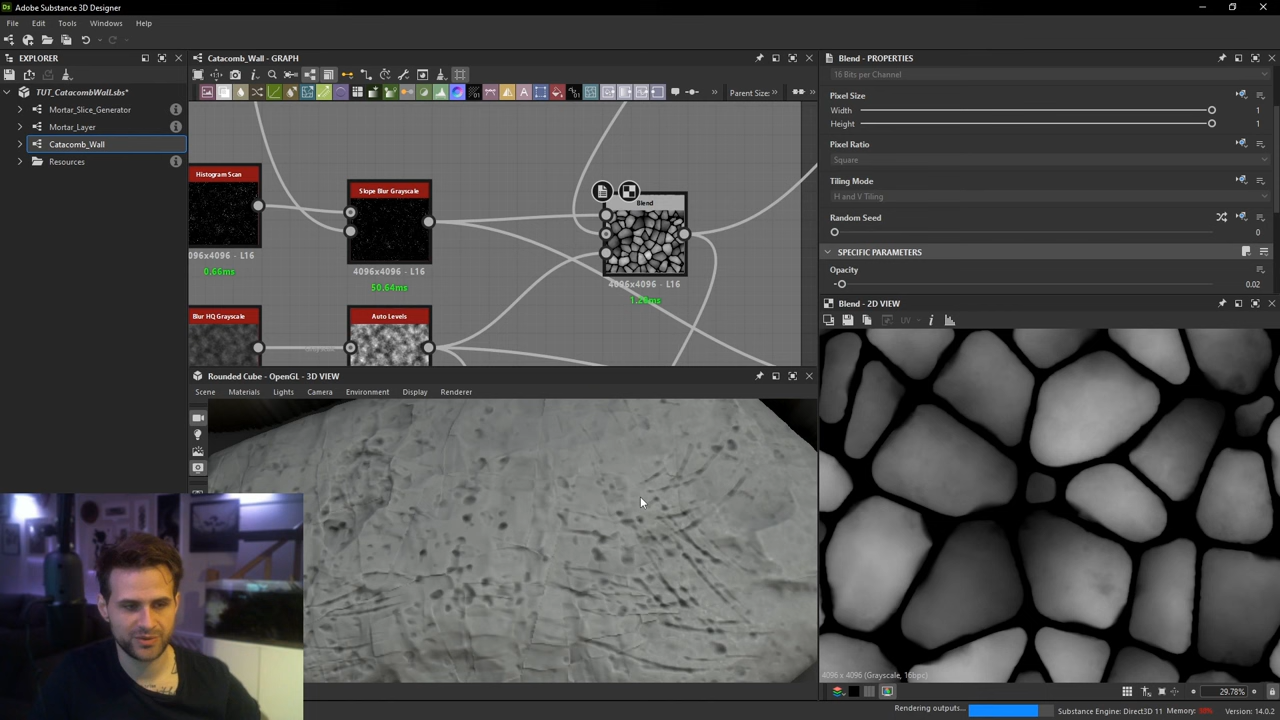 Ds Adobe Substance 3D Designer
File Edit Tools Windows Help
EXPLORER
TUT_CatacombWall.sbs*
Mortar_Slice_Generator
Mortar_Layer
Catacomb_Wall
Resources
Catacomb_Wall - GRAPH
Parent Size:
Histogram Scan
096x4096 - L16
0.66ms
Slope Blur Grayscale
4096x4096 - L16
50.64ms
Blend
4096x4096 - L16
Blur HQ Grayscale
Auto Levels
Rounded Cube - OpenGL - 3D VIEW
Scene Materials Lights Camera Environment Display Renderer
Blend - PROPERTIES
16 Bits per Channel
Pixel Size
Width 1
Height 1
Pixel Ratio
Square
Tiling Mode
H and V Tiling
Random Seed
0
SPECIFIC PARAMETERS
Opacity
0.02
Blend - 2D VIEW
UV
4096 x 4096 (Grayscale, 16bpc)
29.78%
Rendering outputs...
Substance Engine: Direct3D 11 Memory: Version: 14.0.2